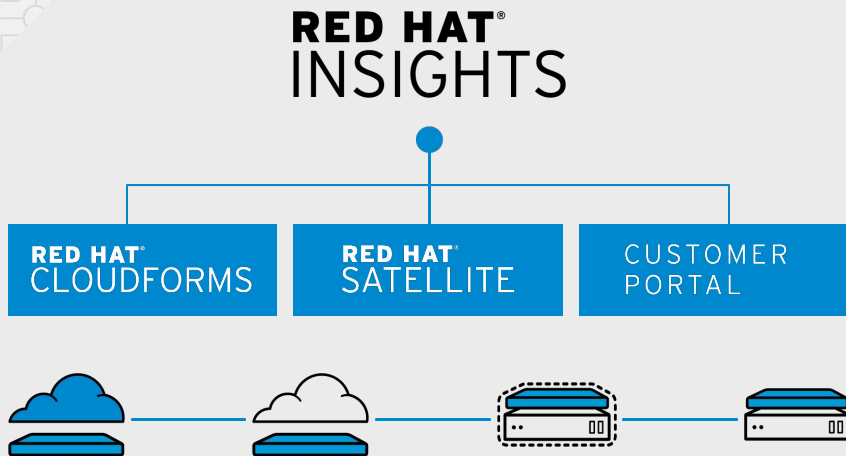 RED HAT®
INSIGHTS
RED HAT®
CLOUDFORMS
RED HAT®
SATELLITE
CUSTOMER
PORTAL